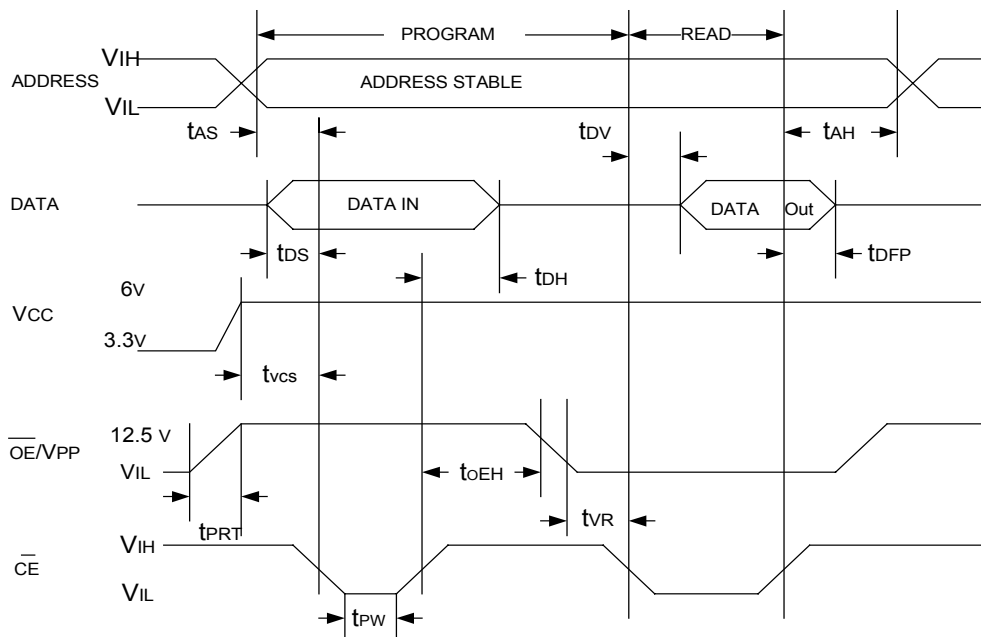 PROGRAM READ
VIH
ADDRESS
ADDRESS STABLE
VIL
tAS tDV tAH
DATA DATA IN DATA Out
tDS tDH tDFP
6V
VCC
3.3V
tvcs
12.5 V
OE/VPP
VIL
tOEH
tPRT tVR
VIH
CE
VIL
tPW